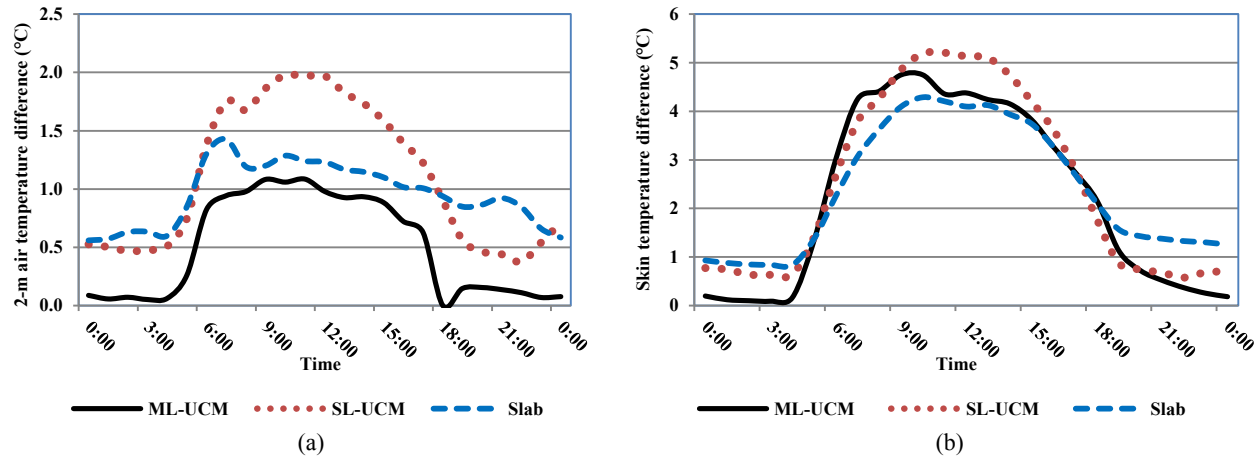 2-m air temperature difference (°C)
2.5
2.0
1.5
1.0
0.5
0.0
0:00 3:00 6:00 9:00 12:00 15:00 18:00 21:00 0:00
Time
ML-UCM SL-UCM Slab
(a)
Skin temperature difference (°C)
6
5
4
3
2
1
0
0:00 3:00 6:00 9:00 12:00 15:00 18:00 21:00 0:00
Time
ML-UCM SL-UCM Slab
(b)